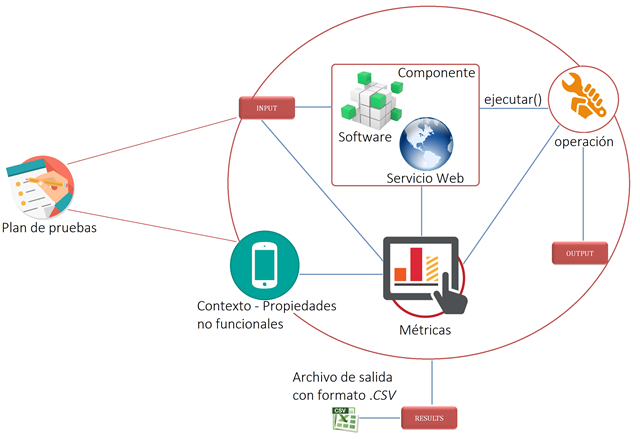 Componente
INPUT
ejecutar()
Software
operación
Servicio Web
Plan de pruebas
OUTPUT
Contexto - Propiedades
no funcionales
Métricas
Archivo de salida
con formato .CSV
CSV
RESULTS